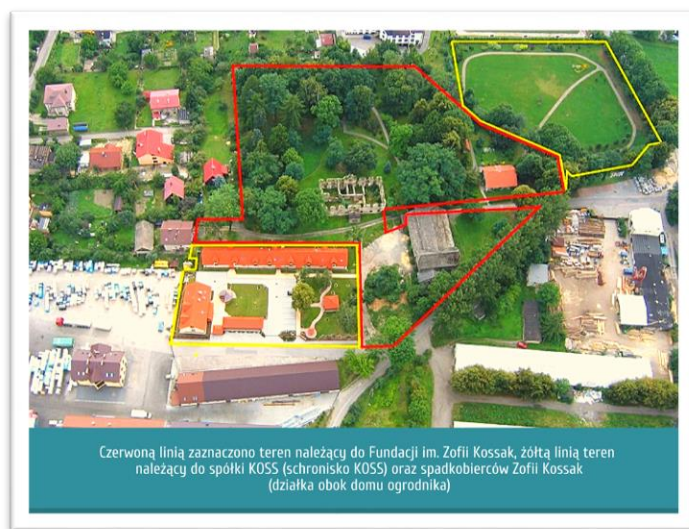 Czerwoną linią zaznaczono teren należący do Fundacji im. Zofii Kossak, żółtą linią teren
należący do spółki KOSS (schronisko KOSS) oraz spadkobierców Zofii Kossak
(działka obok domu ogrodnika)